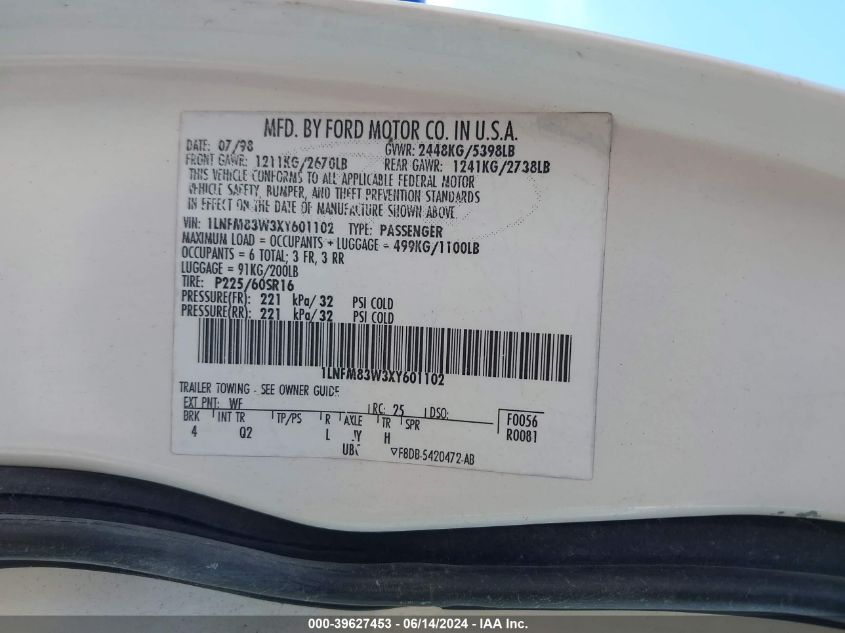 MFD. BY FORD MOTOR CO. IN U.S.A.
DATE: 07/98 GVWR: 2448KG/5398LB
FRONT GAWR: 1211KG/2670LB REAR GAWR: 1241KG/2738LB
THIS VEHICLE CONFORMS TO ALL APPLICABLE FEDERAL MOTOR
VEHICLE SAFETY, BUMPER, AND THEFT PREVENTION STANDARDS
IN EFFECT ON THE DATE OF MANUFACTURE SHOWN ABOVE.
VIN: 1LNFM83W3XY601102 TYPE: PASSENGER
MAXIMUM LOAD = OCCUPANTS + LUGGAGE = 499KG/1100LB
OCCUPANTS = 6 TOTAL; 3 FR, 3 RR
LUGGAGE = 91KG/200LB
TIRE: P225/60SR16
PRESSURE(FR): 221 kPa/ 32 PSI COLD
PRESSURE(RR): 221 kPa/ 32 PSI COLD
1LNFM83W3XY601102
TRAILER TOWING - SEE OWNER GUIDE
EXT PNT: WF RC: 25 DSO: F0056
BRK INT TR TP/PS R AXLE TR SPR R0081
4 Q2 L Y H
UB
F8DB-5420472-AB
000-39627453 - 06/14/2024 - IAAI.com.